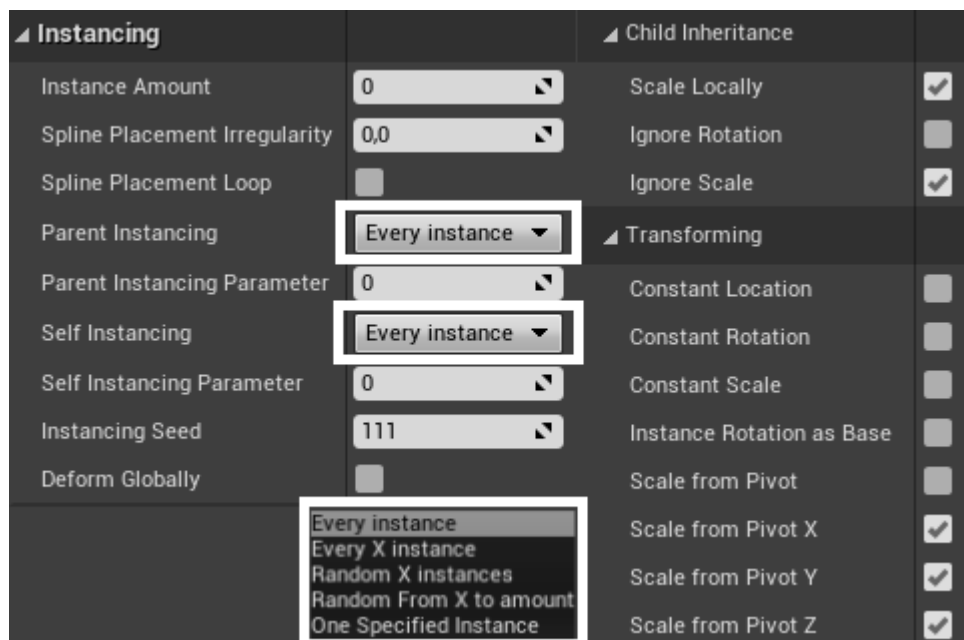 Instancing
Instance Amount 0
Spline Placement Irregularity 0,0
Spline Placement Loop
Parent Instancing Every instance
Parent Instancing Parameter 0
Self Instancing Every instance
Self Instancing Parameter 0
Instancing Seed 111
Deform Globally
Every instance
Every X instance
Random X instances
Random From X to amount
One Specified Instance
Child Inheritance
Scale Locally
Ignore Rotation
Ignore Scale
Transforming
Constant Location
Constant Rotation
Constant Scale
Instance Rotation as Base
Scale from Pivot
Scale from Pivot X
Scale from Pivot Y
Scale from Pivot Z